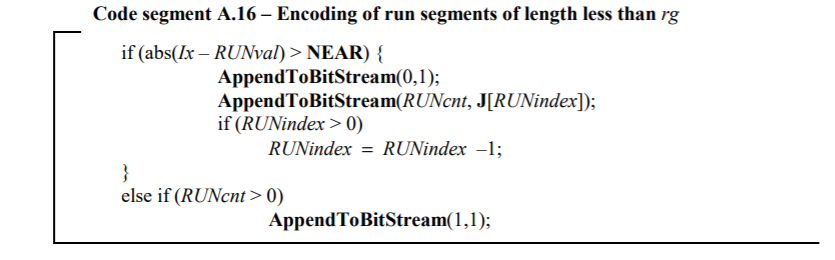 Code segment A.16 – Encoding of run segments of length less than rg
if (abs(Ix – RUNval) > NEAR) {
AppendToBitStream(0,1);
AppendToBitStream(RUNcnt, J[RUNindex]);
if (RUNindex > 0)
RUNindex = RUNindex –1;
}
else if (RUNcnt > 0)
AppendToBitStream(1,1);